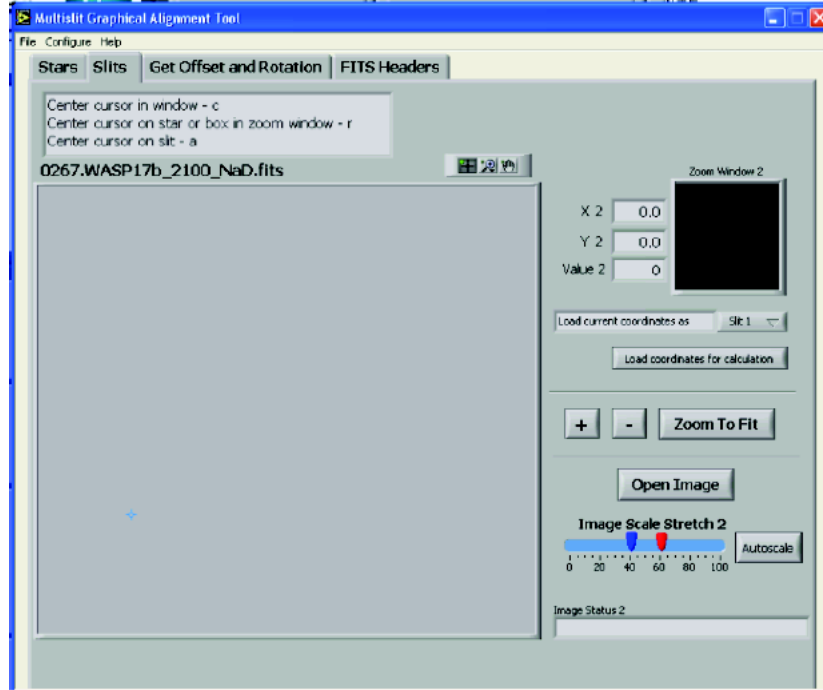 Multislit Graphical Alignment Tool
File Configure Help
Stars Slits Get Offset and Rotation FITS Headers
Center cursor in window - c
Center cursor on star or box in zoom window - r
Center cursor on slit - a
0267.WASP17b_2100_NaD.fits
Zoom Window 2
X 2 0.0
Y 2 0.0
Value 2 0
Load current coordinates as Slit 1
Load coordinates for calculation
+ - Zoom To Fit
Open Image
Image Scale Stretch 2
Autoscale
0 20 40 60 80 100
Image Status 2